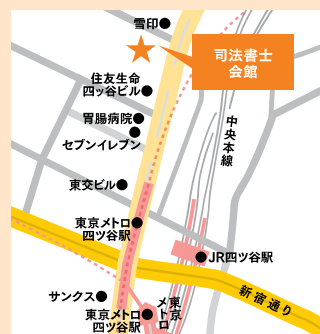 雪印
司法書士
会館
住友生命
四ッ谷ビル
胃腸病院
セブンイレブン
中央本線
東交ビル
東京メトロ
四ツ谷駅
JR四ツ谷駅
新宿通り
サンクス
東京メトロ
四ツ谷駅
東京
メトロ